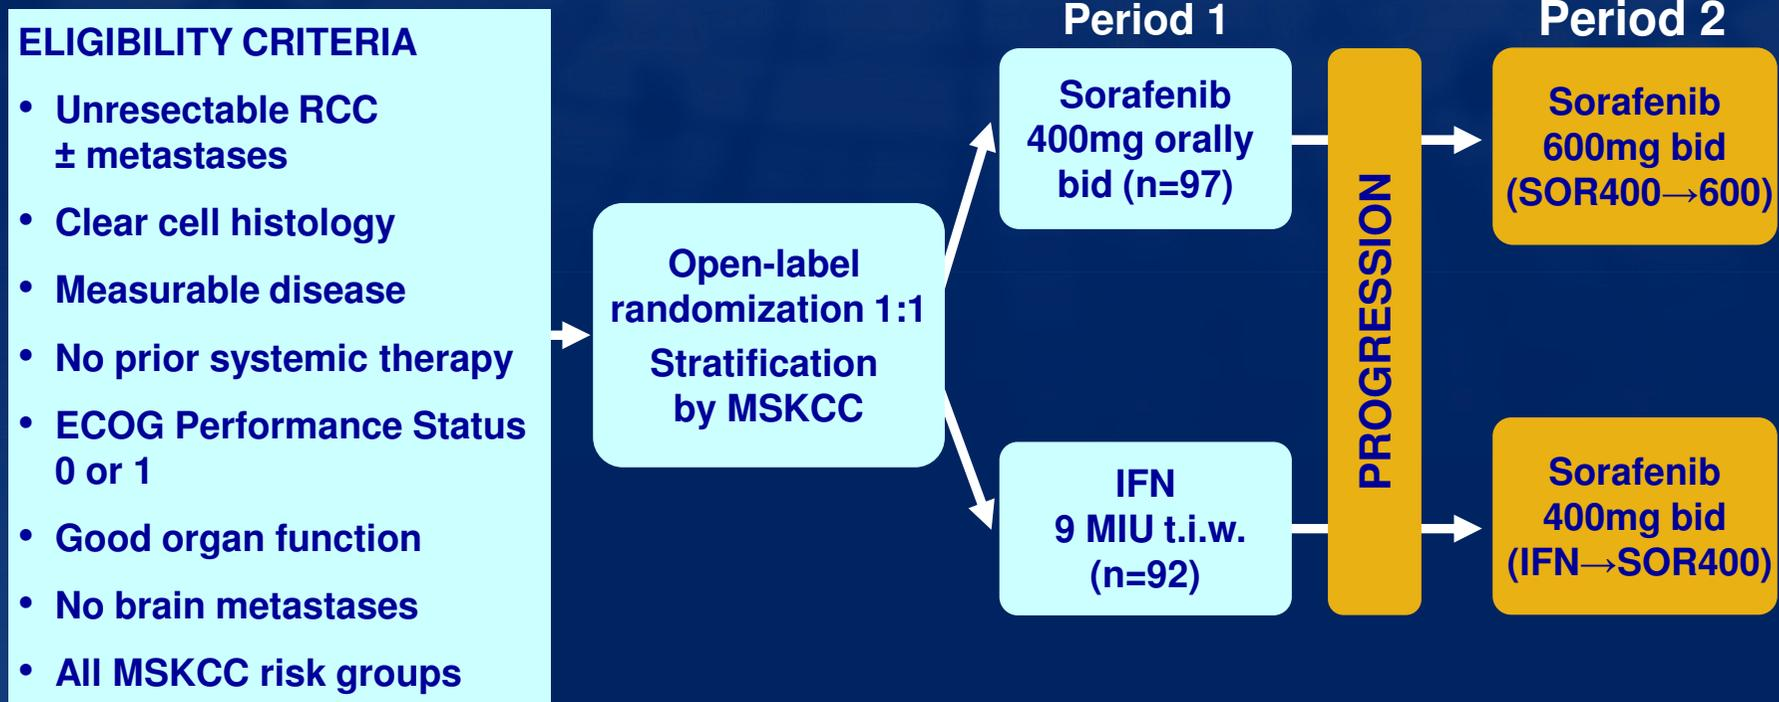 ELIGIBILITY CRITERIA
• Unresectable RCC
± metastases
• Clear cell histology
• Measurable disease
• No prior systemic therapy
• ECOG Performance Status
0 or 1
• Good organ function
• No brain metastases
• All MSKCC risk groups
Open-label
randomization 1:1
Stratification
by MSKCC
Period 1
Sorafenib
400mg orally
bid (n=97)
IFN
9 MIU t.i.w.
(n=92)
PROGRESSION
Period 2
Sorafenib
600mg bid
(SOR400→600)
Sorafenib
400mg bid
(IFN→SOR400)